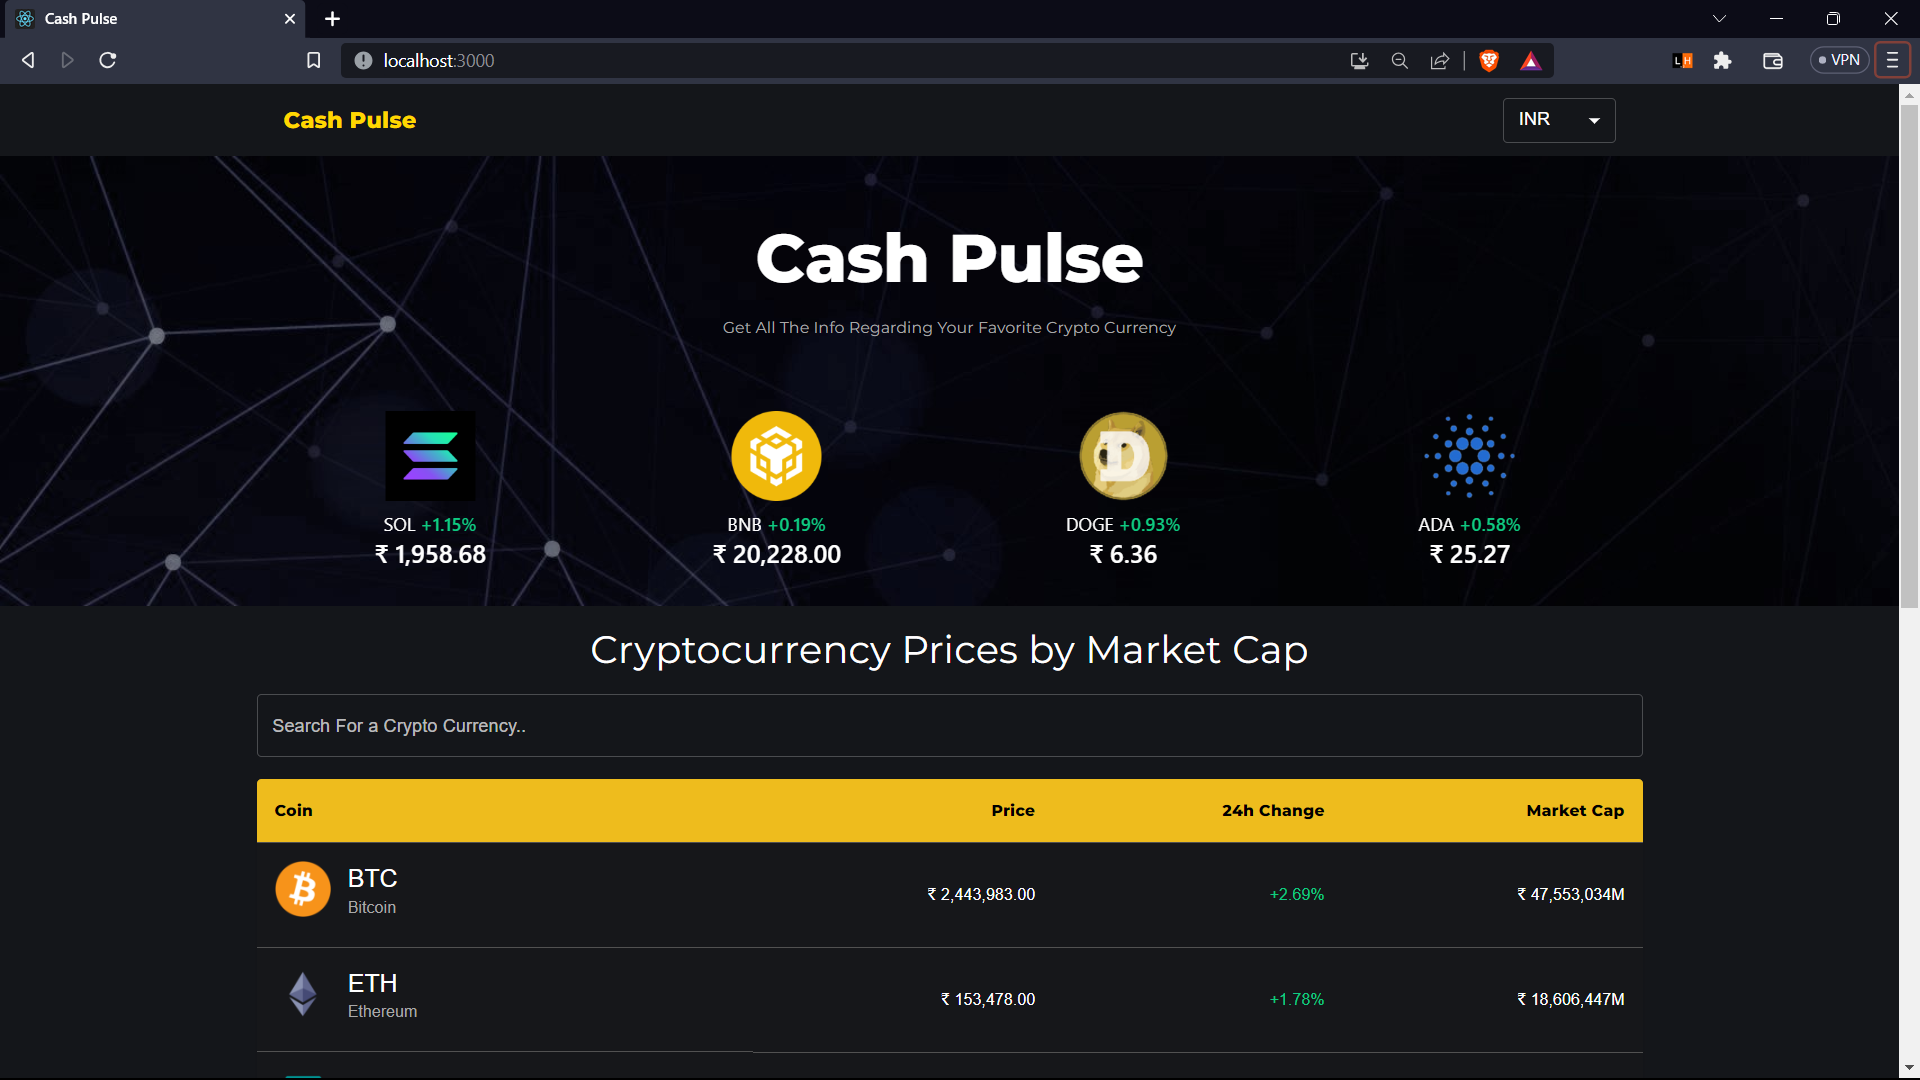 Cash Pulse
localhost:3000
LH
VPN
Cash Pulse
INR
Cash Pulse
Get All The Info Regarding Your Favorite Crypto Currency
SOL +1.15%
₹ 1,958.68
BNB +0.19%
₹ 20,228.00
D
DOGE +0.93%
₹ 6.36
ADA +0.58%
₹ 25.27
Cryptocurrency Prices by Market Cap
Search For a Crypto Currency..
Coin Price 24h Change Market Cap
BTC
Bitcoin
₹ 2,443,983.00 +2.69% ₹ 47,553,034M
ETH
Ethereum
₹ 153,478.00 +1.78% ₹ 18,606,447M